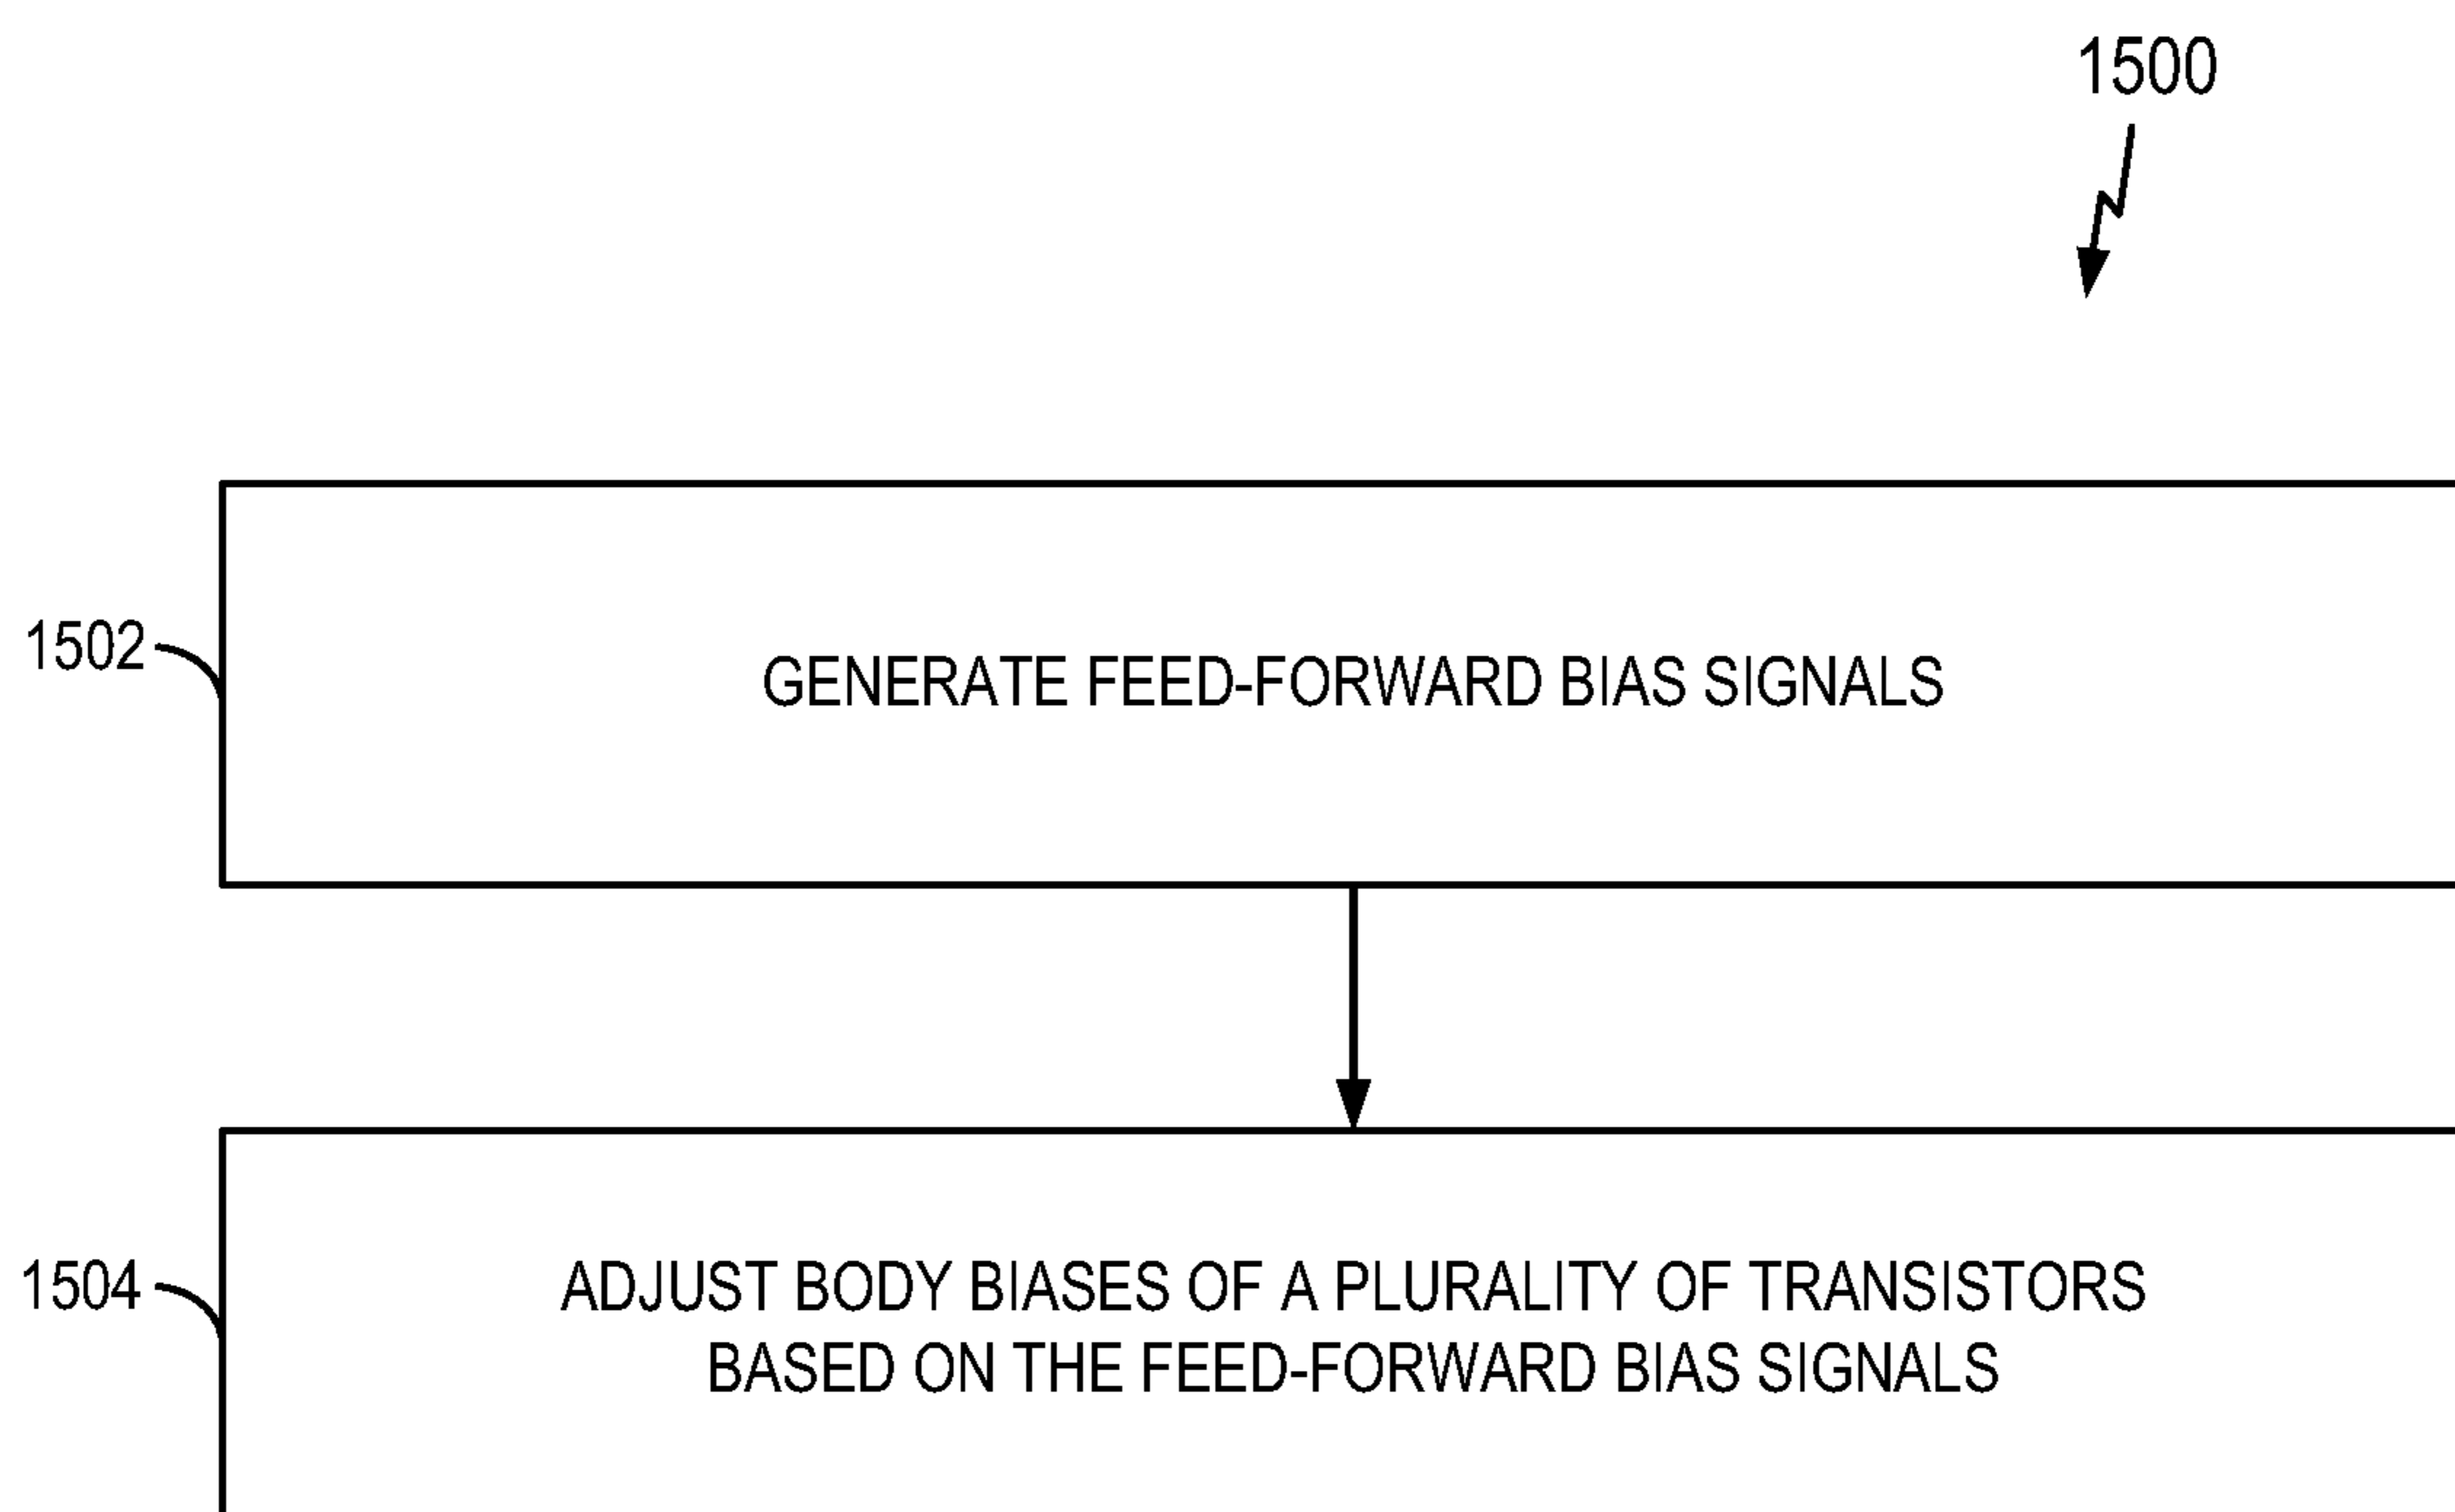 1500
1502
GENERATE FEED-FORWARD BIAS SIGNALS
1504
ADJUST BODY BIASES OF A PLURALITY OF TRANSISTORS
BASED ON THE FEED-FORWARD BIAS SIGNALS